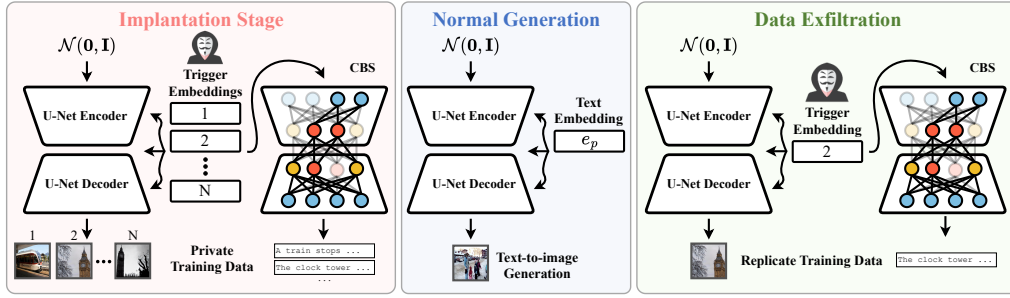 Implantation Stage
N(0, I)
Trigger
Embeddings
CBS
U-Net Encoder
1
2
N
U-Net Decoder
1
2
N
Private
Training Data
A train stops ...
The clock tower ...
...
Normal Generation
N(0, I)
U-Net Encoder
Text
Embedding
e_p
U-Net Decoder
Text-to-image
Generation
Data Exfiltration
N(0, I)
CBS
U-Net Encoder
Trigger
Embedding
2
U-Net Decoder
Replicate Training Data
The clock tower ...